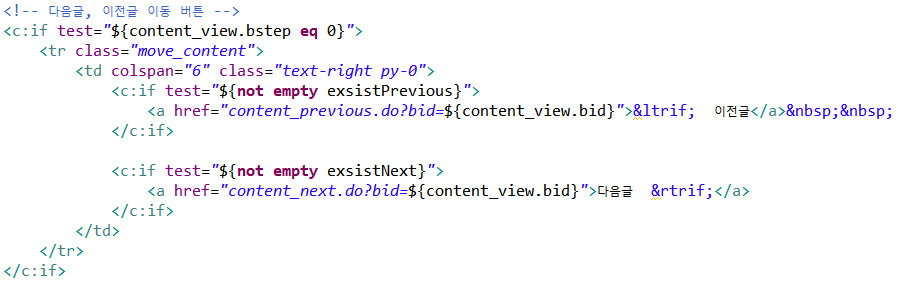 <!-- 다음글, 이전글 이동 버튼 -->
<c:if test="${content_view.bstep eq 0}">
    <tr class="move_content">
        <td colspan="6" class="text-right py-0">
            <c:if test="${not empty exsistPrevious}">
                <a href="content_previous.do?bid=${content_view.bid}">&ltrif;  이전글</a>&nbsp;&nbsp;
            </c:if>

            <c:if test="${not empty exsistNext}">
                <a href="content_next.do?bid=${content_view.bid}">다음글  &rtrif;</a>
            </c:if>
        </td>
    </tr>
</c:if>